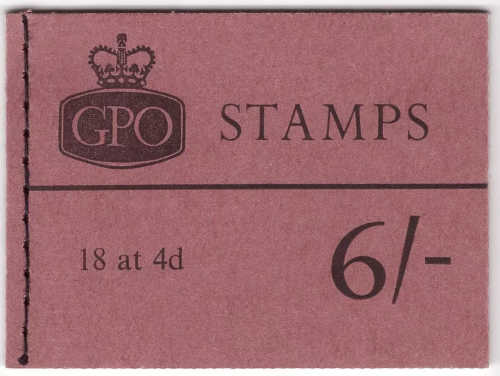 GPO
STAMPS
18 at 4d
6/-